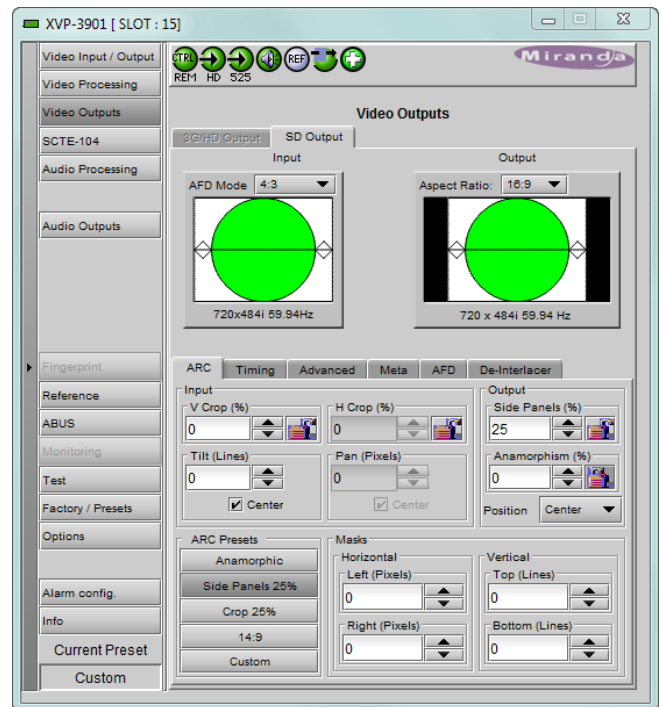 XVP-3901 [ SLOT : 15]
Video Input / Output
Video Processing
Video Outputs
SCTE-104
Audio Processing
Audio Outputs
Fingerprint
Reference
ABUS
Monitoring
Test
Factory / Presets
Options
Alarm config.
Info
Current Preset
Custom
CTRL REF
REM HD 525
Miranda
Video Outputs
3G/HD Output SD Output
Input Output
AFD Mode 4:3 Aspect Ratio: 16:9
720x484i 59.94Hz 720 x 484i 59.94 Hz
ARC Timing Advanced Meta AFD De-Interlacer
Input Output
V Crop (%) H Crop (%) Side Panels (%)
0 0 25
Tilt (Lines) Pan (Pixels) Anamorphism (%)
0 0 0
Center Center Position Center
ARC Presets Masks
Anamorphic
Side Panels 25%
Crop 25%
14:9
Custom
Horizontal Vertical
Left (Pixels) Top (Lines)
0 0
Right (Pixels) Bottom (Lines)
0 0